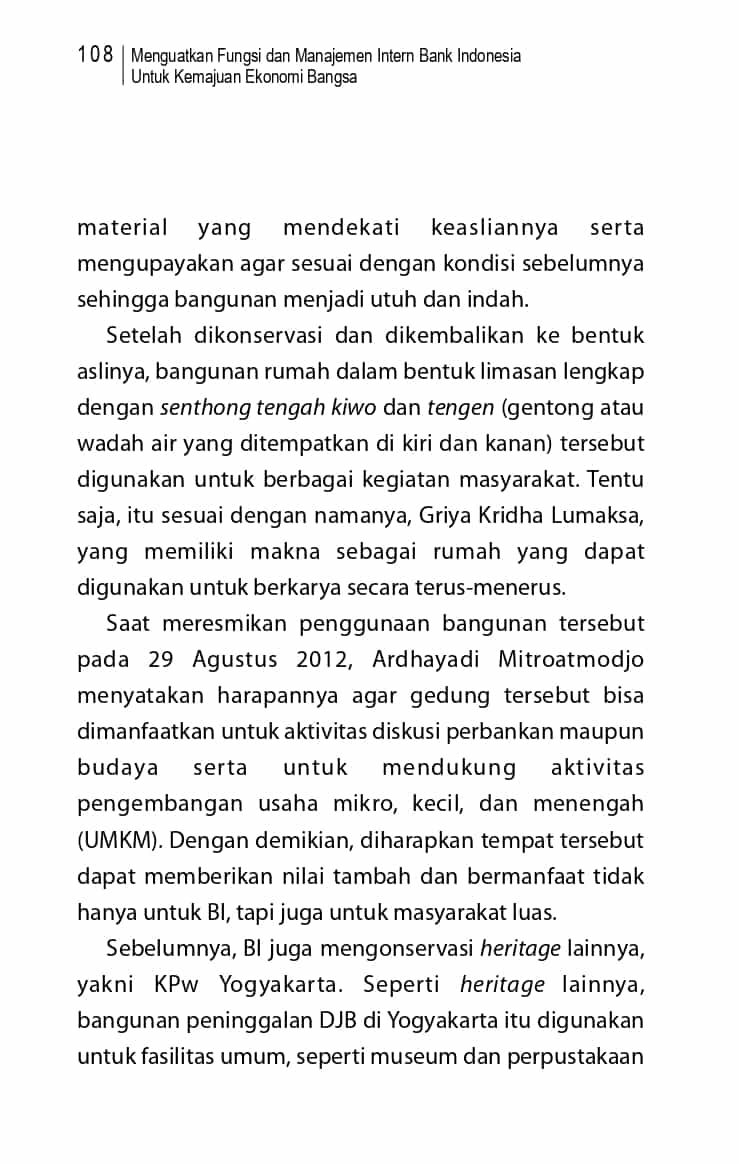 108 Menguatkan Fungsi dan Manajemen Intern Bank Indonesia
Untuk Kemajuan Ekonomi Bangsa
material yang mendekati keasliannya serta
mengupayakan agar sesuai dengan kondisi sebelumnya
sehingga bangunan menjadi utuh dan indah.
Setelah dikonservasi dan dikembalikan ke bentuk
aslinya, bangunan rumah dalam bentuk limasan lengkap
dengan senthong tengah kiwo dan tengen (gentong atau
wadah air yang ditempatkan di kiri dan kanan) tersebut
digunakan untuk berbagai kegiatan masyarakat. Tentu
saja, itu sesuai dengan namanya, Griya Kridha Lumaksa,
yang memiliki makna sebagai rumah yang dapat
digunakan untuk berkarya secara terus-menerus.
Saat meresmikan penggunaan bangunan tersebut
pada 29 Agustus 2012, Ardhayadi Mitroatmodjo
menyatakan harapannya agar gedung tersebut bisa
dimanfaatkan untuk aktivitas diskusi perbankan maupun
budaya serta untuk mendukung aktivitas
pengembangan usaha mikro, kecil, dan menengah
(UMKM). Dengan demikian, diharapkan tempat tersebut
dapat memberikan nilai tambah dan bermanfaat tidak
hanya untuk BI, tapi juga untuk masyarakat luas.
Sebelumnya, BI juga mengonservasi heritage lainnya,
yakni KPw Yogyakarta. Seperti heritage lainnya,
bangunan peninggalan DJB di Yogyakarta itu digunakan
untuk fasilitas umum, seperti museum dan perpustakaan